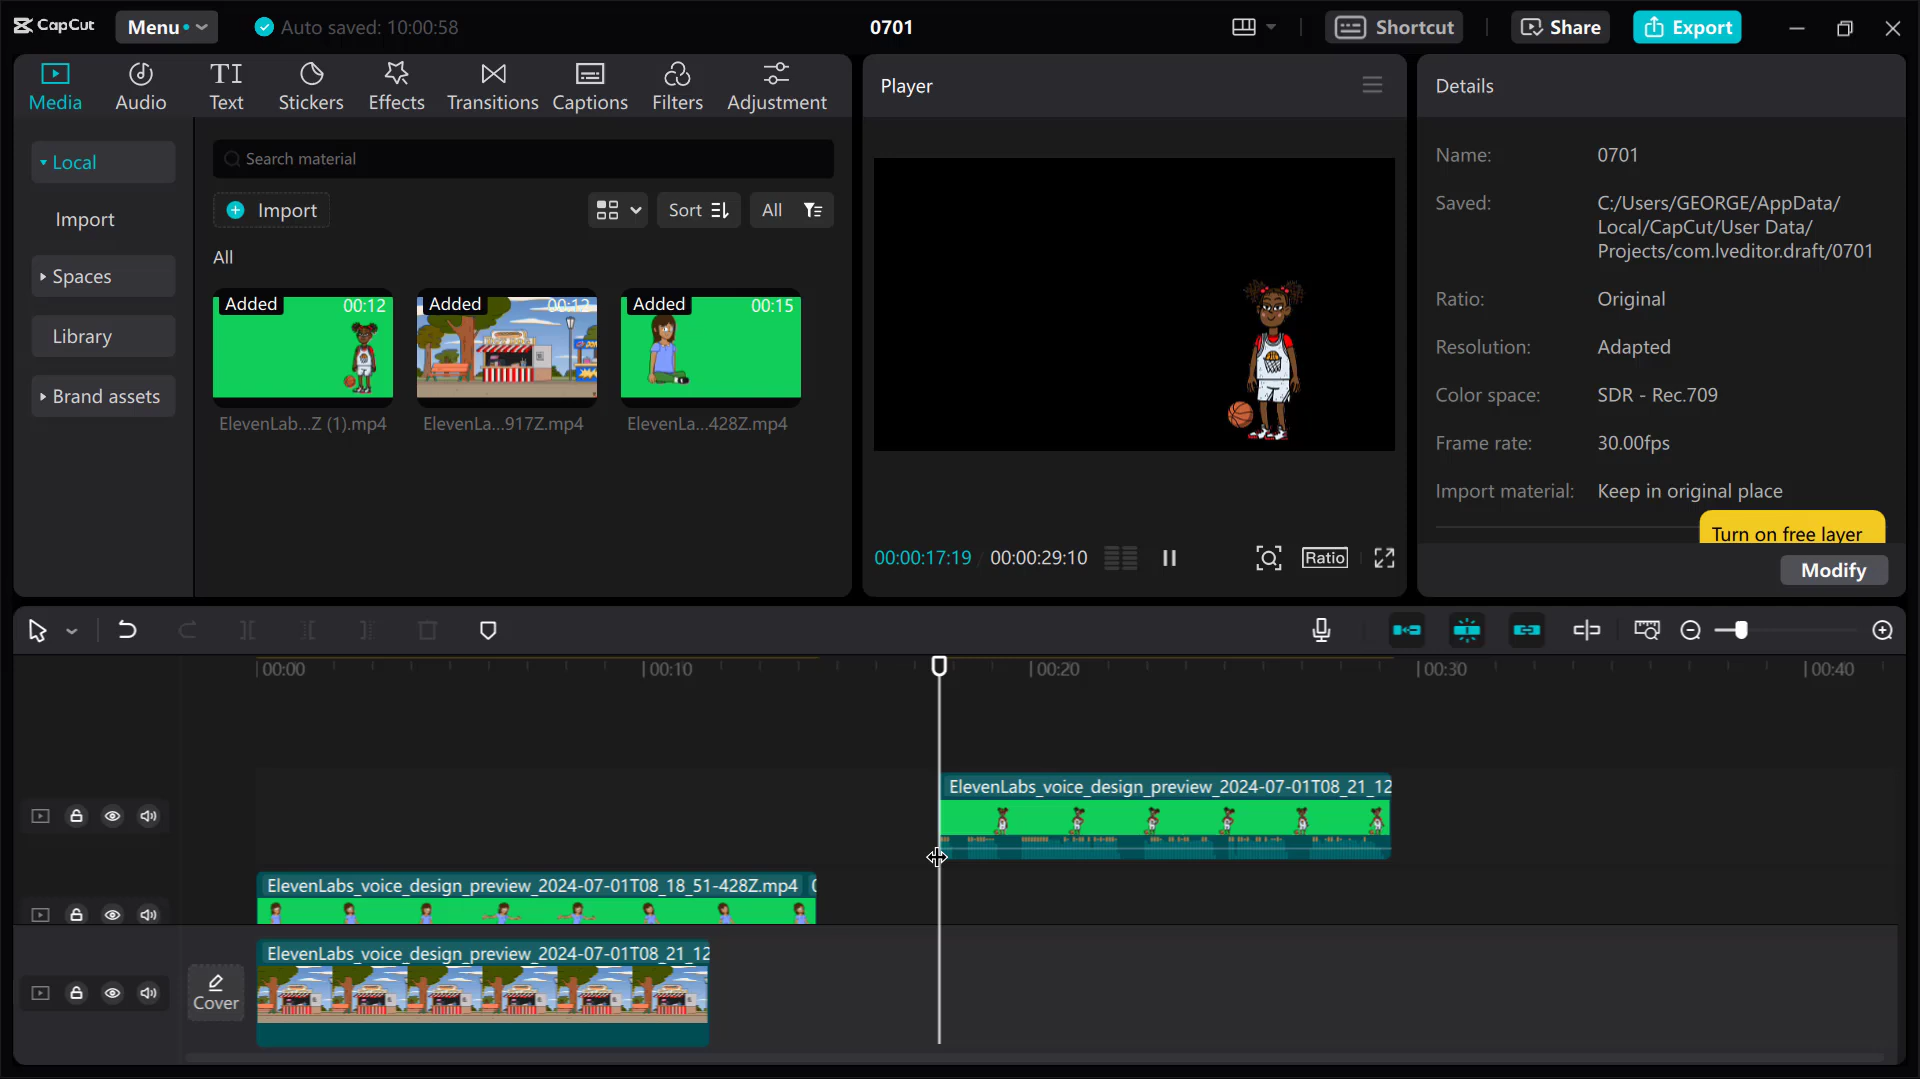 CapCut
Menu
Auto saved: 10:00:58
0701
Shortcut
Share
Export
Media
Audio
TI
Text
Stickers
Effects
Transitions
Captions
Filters
Adjustment
Player
Details
Local
Import
Spaces
Library
Brand assets
Search material
Import
Sort
All
All
Added
00:12
ElevenLab...Z (1).mp4
Added
00:12
ElevenLa...917Z.mp4
Added
00:15
ElevenLa...428Z.mp4
00:00:17:19 / 00:00:29:10
Ratio
Name:
0701
Saved:
C:/Users/GEORGE/AppData/
Local/CapCut/User Data/
Projects/com.lveditor.draft/0701
Ratio:
Original
Resolution:
Adapted
Color space:
SDR - Rec.709
Frame rate:
30.00fps
Import material:
Keep in original place
Turn on free layer
Modify
00:00
00:10
00:20
00:30
00:40
ElevenLabs_voice_design_preview_2024-07-01T08_21_12
ElevenLabs_voice_design_preview_2024-07-01T08_18_51-428Z.mp4
Cover
ElevenLabs_voice_design_preview_2024-07-01T08_21_12